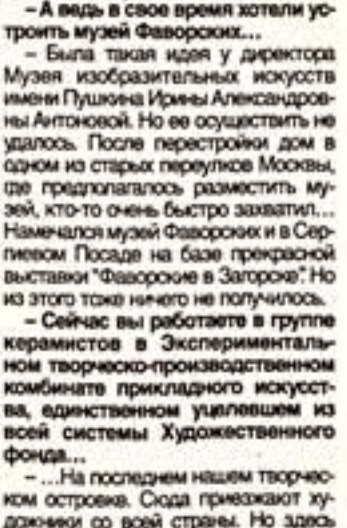 – А ведь в свое время хотели ус-
троить музей Фаворских...
– Была такая идея у директора
Музея изобразительных искусств
имени Пушкина Ирины Александров-
ны Антоновой. Но ее осуществить не
удалось. После перестройки дом в
одном из старых переулков Москвы,
где предполагалось разместить му-
зей, кто-то очень быстро захватил...
Намечался музей Фаворских и в Сер-
гиевом Посаде на базе прекрасной
выставки "Фаворские в Загорске". Но
из этого тоже ничего не получилось.
– Сейчас вы работаете в группе
керамистов в Эксперименталь-
ном творческо-производственном
комбинате прикладного искусст-
ва, единственном уцелевшем из
всей системы Художественного
фонда...
– ...На последнем нашем творчес-
ком островке. Сюда приезжают ху-
дожники со всей страны. Но здесь